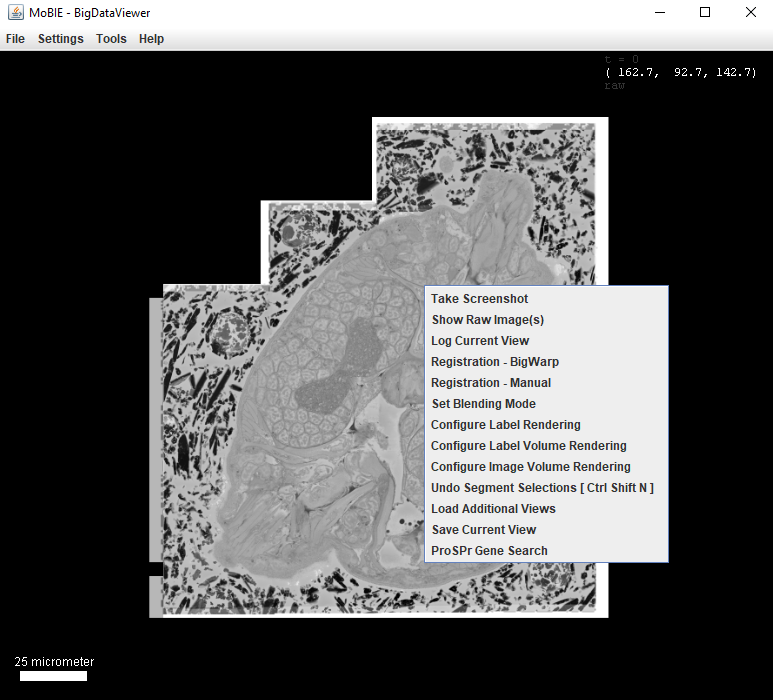 MoBIE - BigDataViewer
File Settings Tools Help
t = 0
( 162.7, 92.7, 142.7)
raw
Take Screenshot
Show Raw Image(s)
Log Current View
Registration - BigWarp
Registration - Manual
Set Blending Mode
Configure Label Rendering
Configure Label Volume Rendering
Configure Image Volume Rendering
Undo Segment Selections [ Ctrl Shift N ]
Load Additional Views
Save Current View
ProSPr Gene Search
25 micrometer